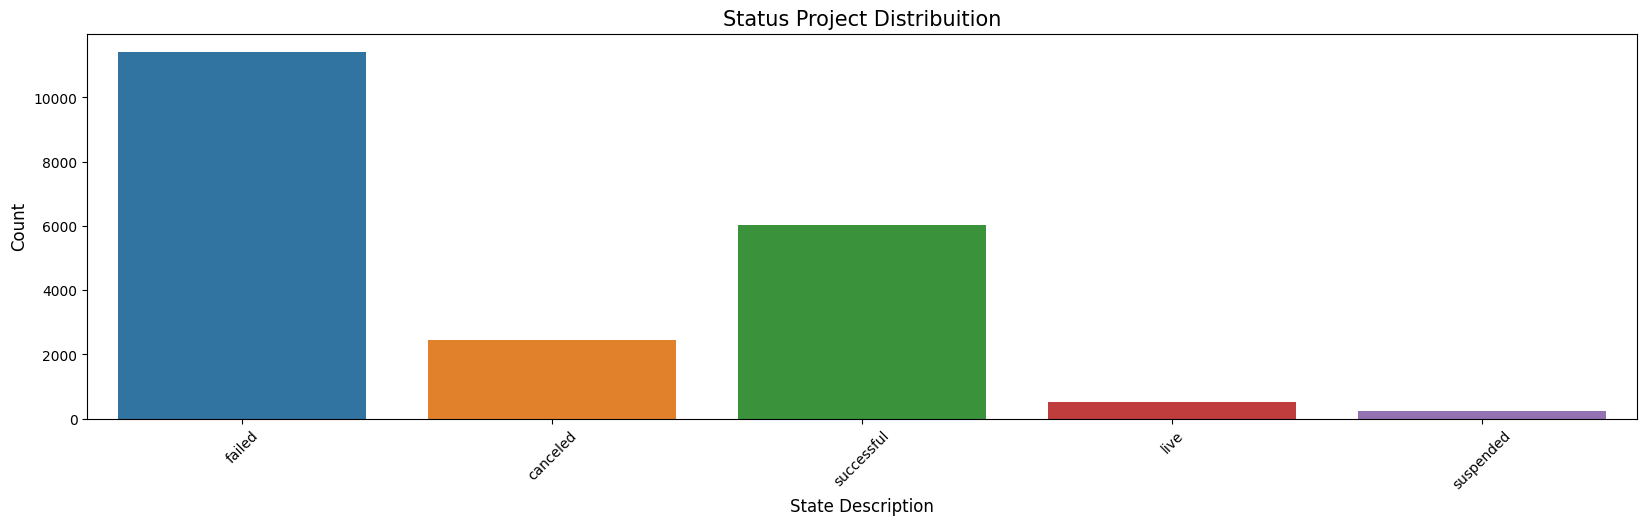 Status Project Distribuition
Count
10000
8000
6000
4000
2000
0
failed
canceled
successful
live
suspended
State Description